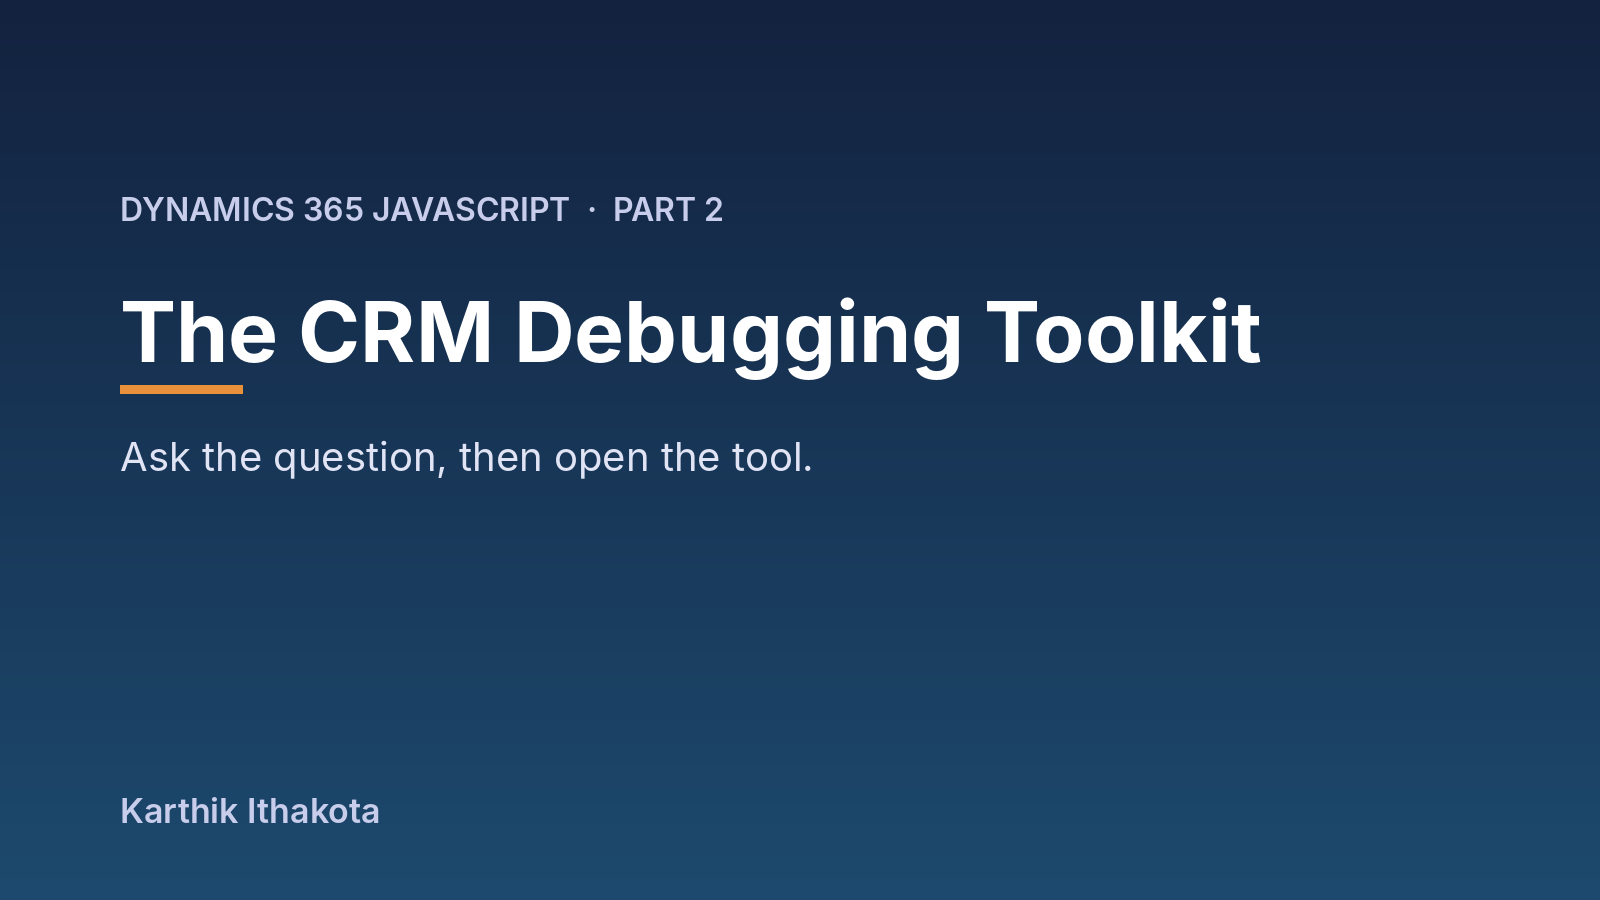 DYNAMICS 365 JAVASCRIPT · PART 2
The CRM Debugging Toolkit
Ask the question, then open the tool.
Karthik Ithakota